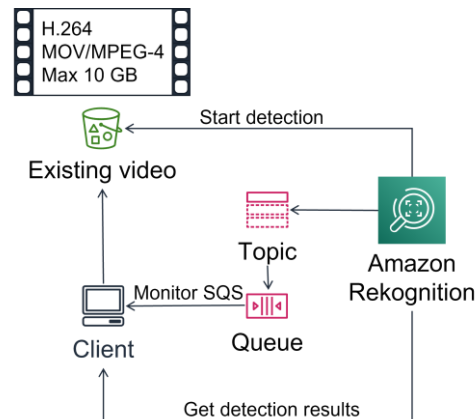 H.264
MOV/MPEG-4
Max 10 GB
Start detection
Existing video
Topic
Amazon
Rekognition
Monitor SQS
Client
Queue
Get detection results